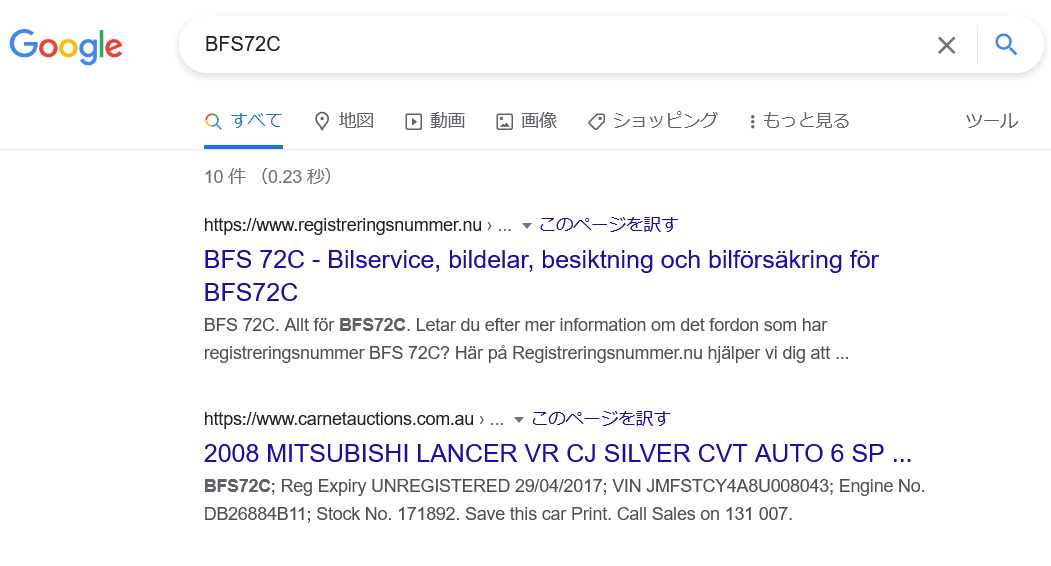 Google
BFS72C
すべて 地図 動画 画像 ショッピング もっと見る ツール
10 件 (0.23 秒)
https://www.registreringsnummer.nu › ... このページを訳す
BFS 72C - Bilservice, bildelar, besiktning och bilförsäkring för
BFS72C
BFS 72C. Allt för BFS72C. Letar du efter mer information om det fordon som har
registreringsnummer BFS 72C? Här på Registreringsnummer.nu hjälper vi dig att ...
https://www.carnetauctions.com.au › ... このページを訳す
2008 MITSUBISHI LANCER VR CJ SILVER CVT AUTO 6 SP ...
BFS72C; Reg Expiry UNREGISTERED 29/04/2017; VIN JMFSTCY4A8U008043; Engine No.
DB26884B11; Stock No. 171892. Save this car Print. Call Sales on 131 007.